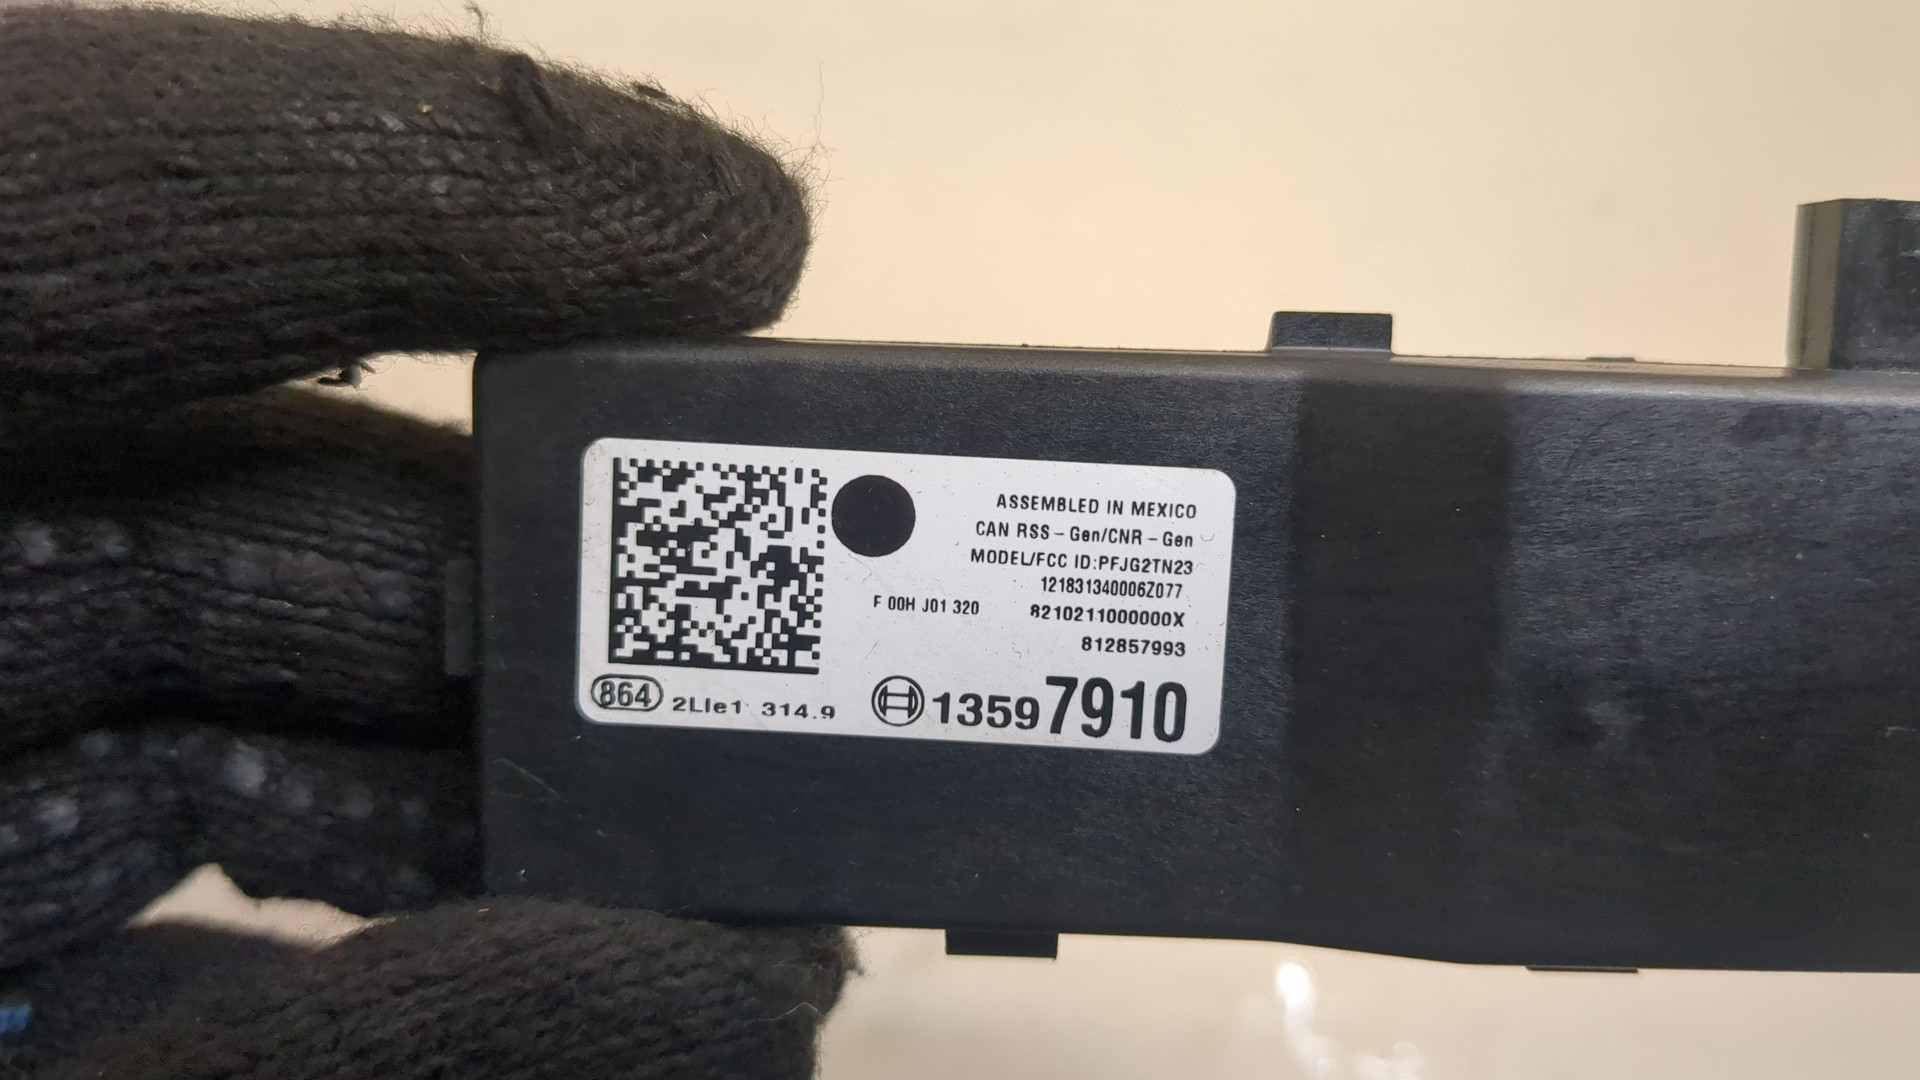 ASSEMBLED IN MEXICO
CAN RSS - Gen/CNR - Gen
MODEL/FCC ID:PFJG2TN23
121831340006Z077
F 00H J01 320
8210211000000X
812857993
864
2LIe1 314.9
13597910